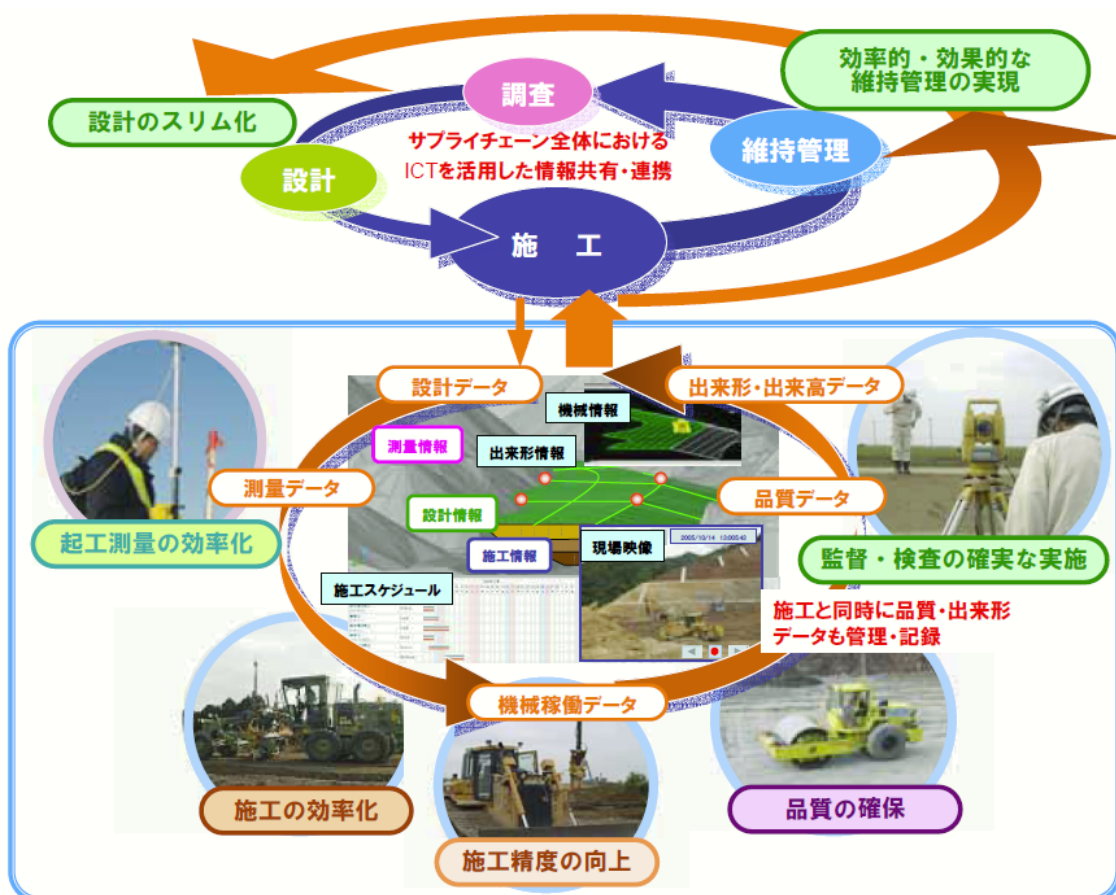 効率的・効果的な
維持管理の実現
調査
設計のスリム化
サプライチェーン全体における
ICTを活用した情報共有・連携
維持管理
設計
施 工
設計データ
出来形・出来高データ
機械情報
測量情報
出来形情報
測量データ
品質データ
設計情報
起工測量の効率化
施工情報
現場映像
2005/10/14
監督・検査の確実な実施
施工スケジュール
施工と同時に品質・出来形
データも管理・記録
機械稼働データ
施工の効率化
品質の確保
施工精度の向上